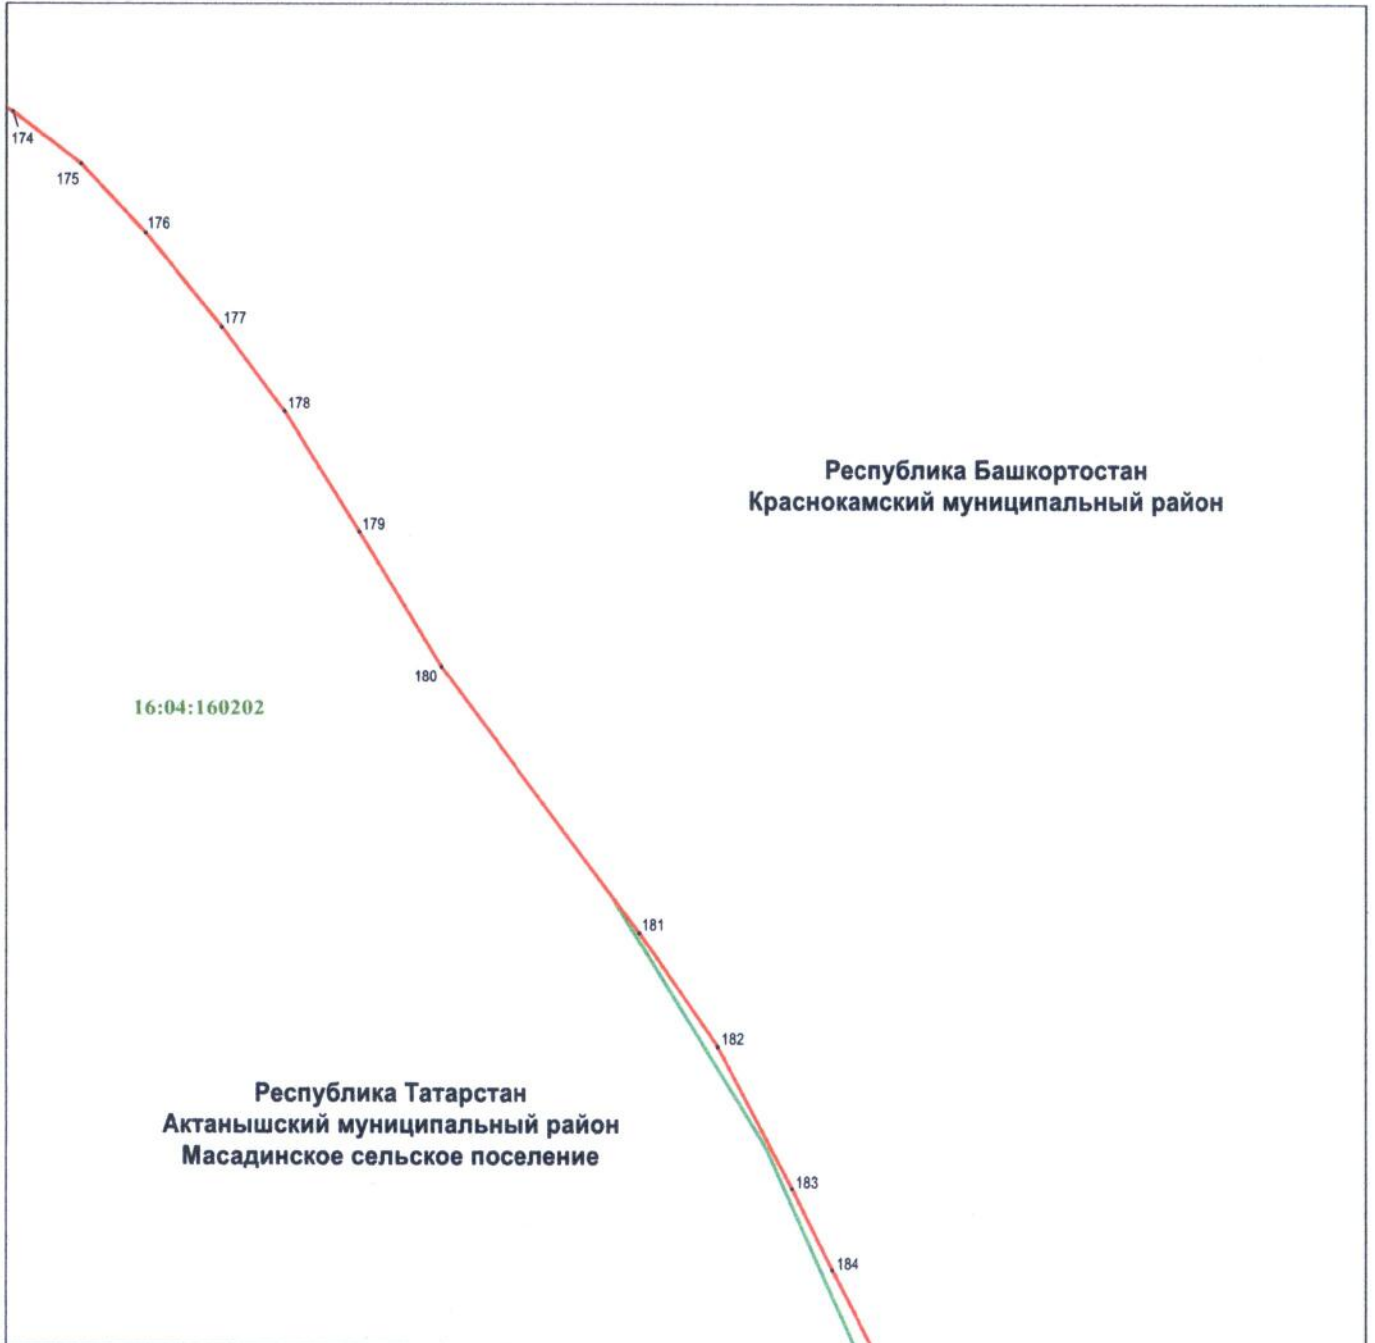 174
175
176
177
178
Республика Башкортостан
Краснокамский муниципальный район
179
180
16:04:160202
181
182
Республика Татарстан
Актанышский муниципальный район
Масадинское сельское поселение
183
184